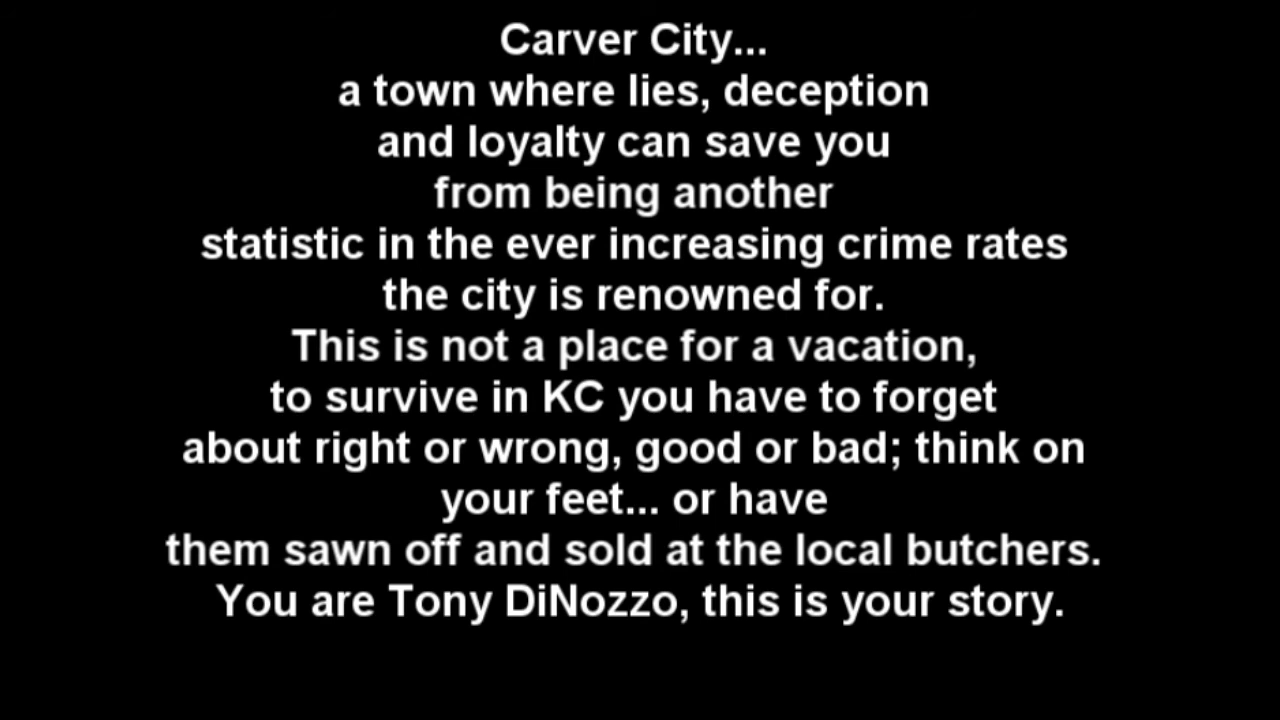 Carver City...
a town where lies, deception
and loyalty can save you
from being another
statistic in the ever increasing crime rates
the city is renowned for.
This is not a place for a vacation,
to survive in KC you have to forget
about right or wrong, good or bad; think on
your feet... or have
them sawn off and sold at the local butchers.
You are Tony DiNozzo, this is your story.